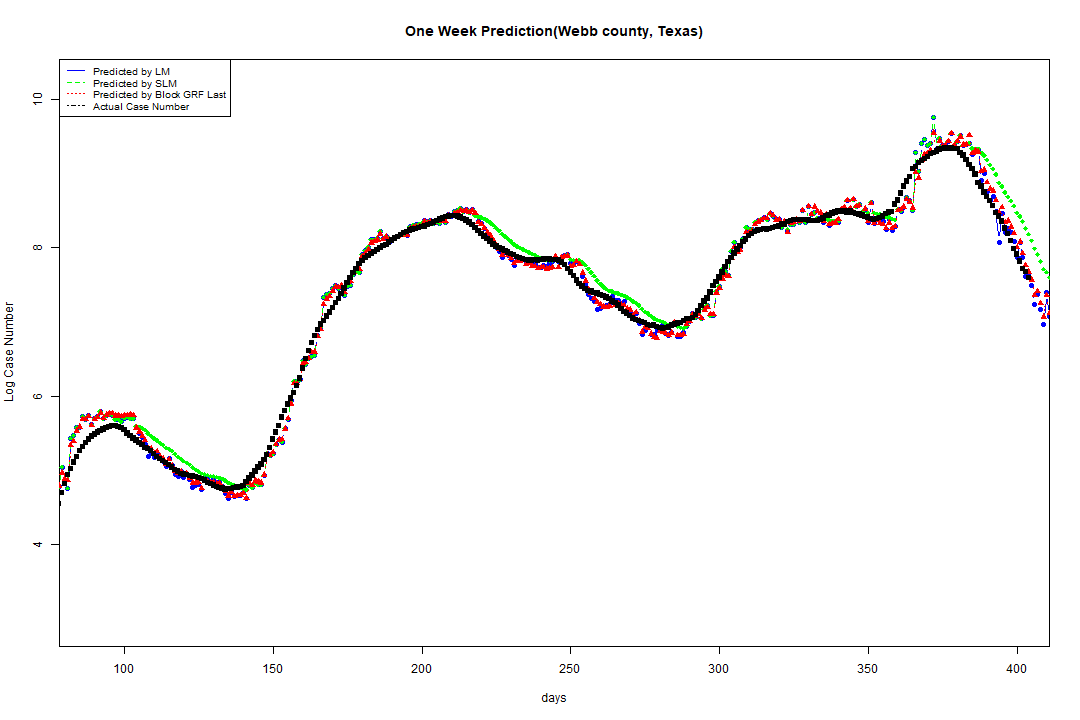 One Week Prediction(Webb county, Texas)
Predicted by LM
Predicted by SLM
Predicted by Block GRF Last
Actual Case Number
Log Case Number
10
8
6
4
100 150 200 250 300 350 400
days